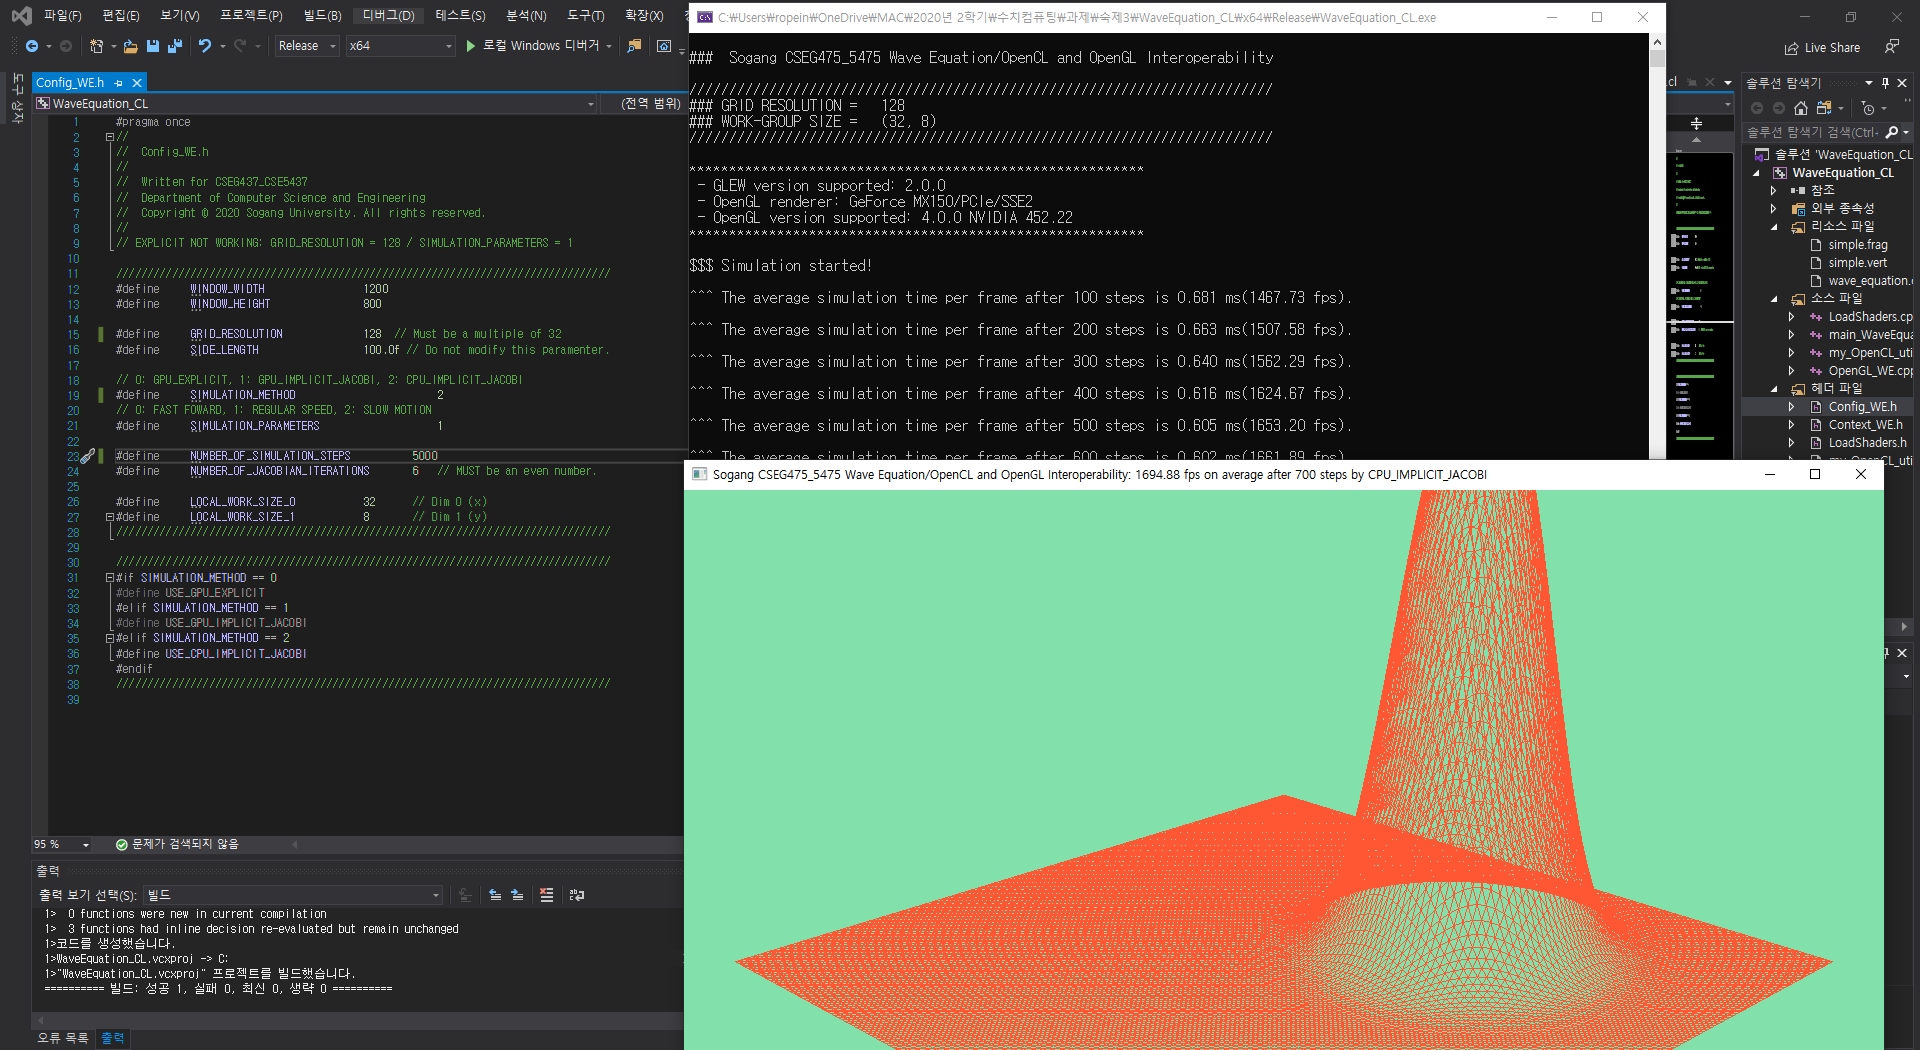 파일(F) 편집(E) 보기(V) 프로젝트(P) 빌드(B) 디버그(D) 테스트(S) 분석(N) 도구(T) 확장(X)
Release x64 로컬 Windows 디버거
Live Share
도구 상자
Config_WE.h
WaveEquation_CL (전역 범위)
1 #pragma once
2 //
3 // Config_WE.h
4 //
5 // Written for CSEG437_CSE5437
6 // Department of Computer Science and Engineering
7 // Copyright @ 2020 Sogang University. All rights reserved.
8 //
9 // EXPLICIT NOT WORKING: GRID_RESOLUTION = 128 / SIMULATION_PARAMETERS = 1
10
11 ////////////////////////////////////////////////////////////////////////////////
12 #define WINDOW_WIDTH 1200
13 #define WINDOW_HEIGHT 800
14
15 #define GRID_RESOLUTION 128 // Must be a multiple of 32
16 #define SIDE_LENGTH 100.0f // Do not modify this paramenter.
17
18 // 0: GPU_EXPLICIT, 1: GPU_IMPLICIT_JACOBI, 2: CPU_IMPLICIT_JACOBI
19 #define SIMULATION_METHOD 2
20 // 0: FAST FOWARD, 1: REGULAR SPEED, 2: SLOW MOTION
21 #define SIMULATION_PARAMETERS 1
22
23 #define NUMBER_OF_SIMULATION_STEPS 5000
24 #define NUMBER_OF_JACOBIAN_ITERATIONS 6 // MUST be an even number.
25
26 #define LOCAL_WORK_SIZE_0 32 // Dim 0 (x)
27 #define LOCAL_WORK_SIZE_1 8 // Dim 1 (y)
28 ////////////////////////////////////////////////////////////////////////////////
29
30 ////////////////////////////////////////////////////////////////////////////////
31 #if SIMULATION_METHOD == 0
32 #define USE_GPU_EXPLICIT
33 #elif SIMULATION_METHOD == 1
34 #define USE_GPU_IMPLICIT_JACOBI
35 #elif SIMULATION_METHOD == 2
36 #define USE_CPU_IMPLICIT_JACOBI
37 #endif
38 ////////////////////////////////////////////////////////////////////////////////
39
95 % 문제가 검색되지 않음
출력
출력 보기 선택(S): 빌드
1> 0 functions were new in current compilation
1> 3 functions had inline decision re-evaluated but remain unchanged
1>코드를 생성했습니다.
1>WaveEquation_CL.vcxproj -> C:
1>"WaveEquation_CL.vcxproj" 프로젝트를 빌드했습니다.
========== 빌드: 성공 1, 실패 0, 최신 0, 생략 0 ==========
오류 목록 출력
C:\Users\ropein\OneDrive\MAC\2020년 2학기\수치컴퓨팅\과제\숙제3\WaveEquation_CL\x64\Release\WaveEquation_CL.exe
### Sogang CSEG475_5475 Wave Equation/OpenCL and OpenGL Interoperability
/////////////////////////////////////////////////////////////////////////
### GRID RESOLUTION = 128
### WORK-GROUP SIZE = (32, 8)
/////////////////////////////////////////////////////////////////////////
*********************************************************
- GLEW version supported: 2.0.0
- OpenGL renderer: GeForce MX150/PCIe/SSE2
- OpenGL version supported: 4.0.0 NVIDIA 452.22
*********************************************************
$$$ Simulation started!
^^^ The average simulation time per frame after 100 steps is 0.681 ms(1467.73 fps).
^^^ The average simulation time per frame after 200 steps is 0.663 ms(1507.58 fps).
^^^ The average simulation time per frame after 300 steps is 0.640 ms(1562.29 fps).
^^^ The average simulation time per frame after 400 steps is 0.616 ms(1624.67 fps).
^^^ The average simulation time per frame after 500 steps is 0.605 ms(1653.20 fps).
^^^ The average simulation time per frame after 600 steps is 0.602 ms(1661.89 fps).
Sogang CSEG475_5475 Wave Equation/OpenCL and OpenGL Interoperability: 1694.88 fps on average after 700 steps by CPU_IMPLICIT_JACOBI
솔루션 탐색기
솔루션 탐색기 검색(Ctrl+
솔루션 'WaveEquation_CL
WaveEquation_CL
참조
외부 종속성
리소스 파일
simple.frag
simple.vert
wave_equation.
소스 파일
LoadShaders.cp
main_WaveEqua
my_OpenCL_uti
OpenGL_WE.cpp
헤더 파일
Config_WE.h
Context_WE.h
LoadShaders.h
my_OpenCL_uti